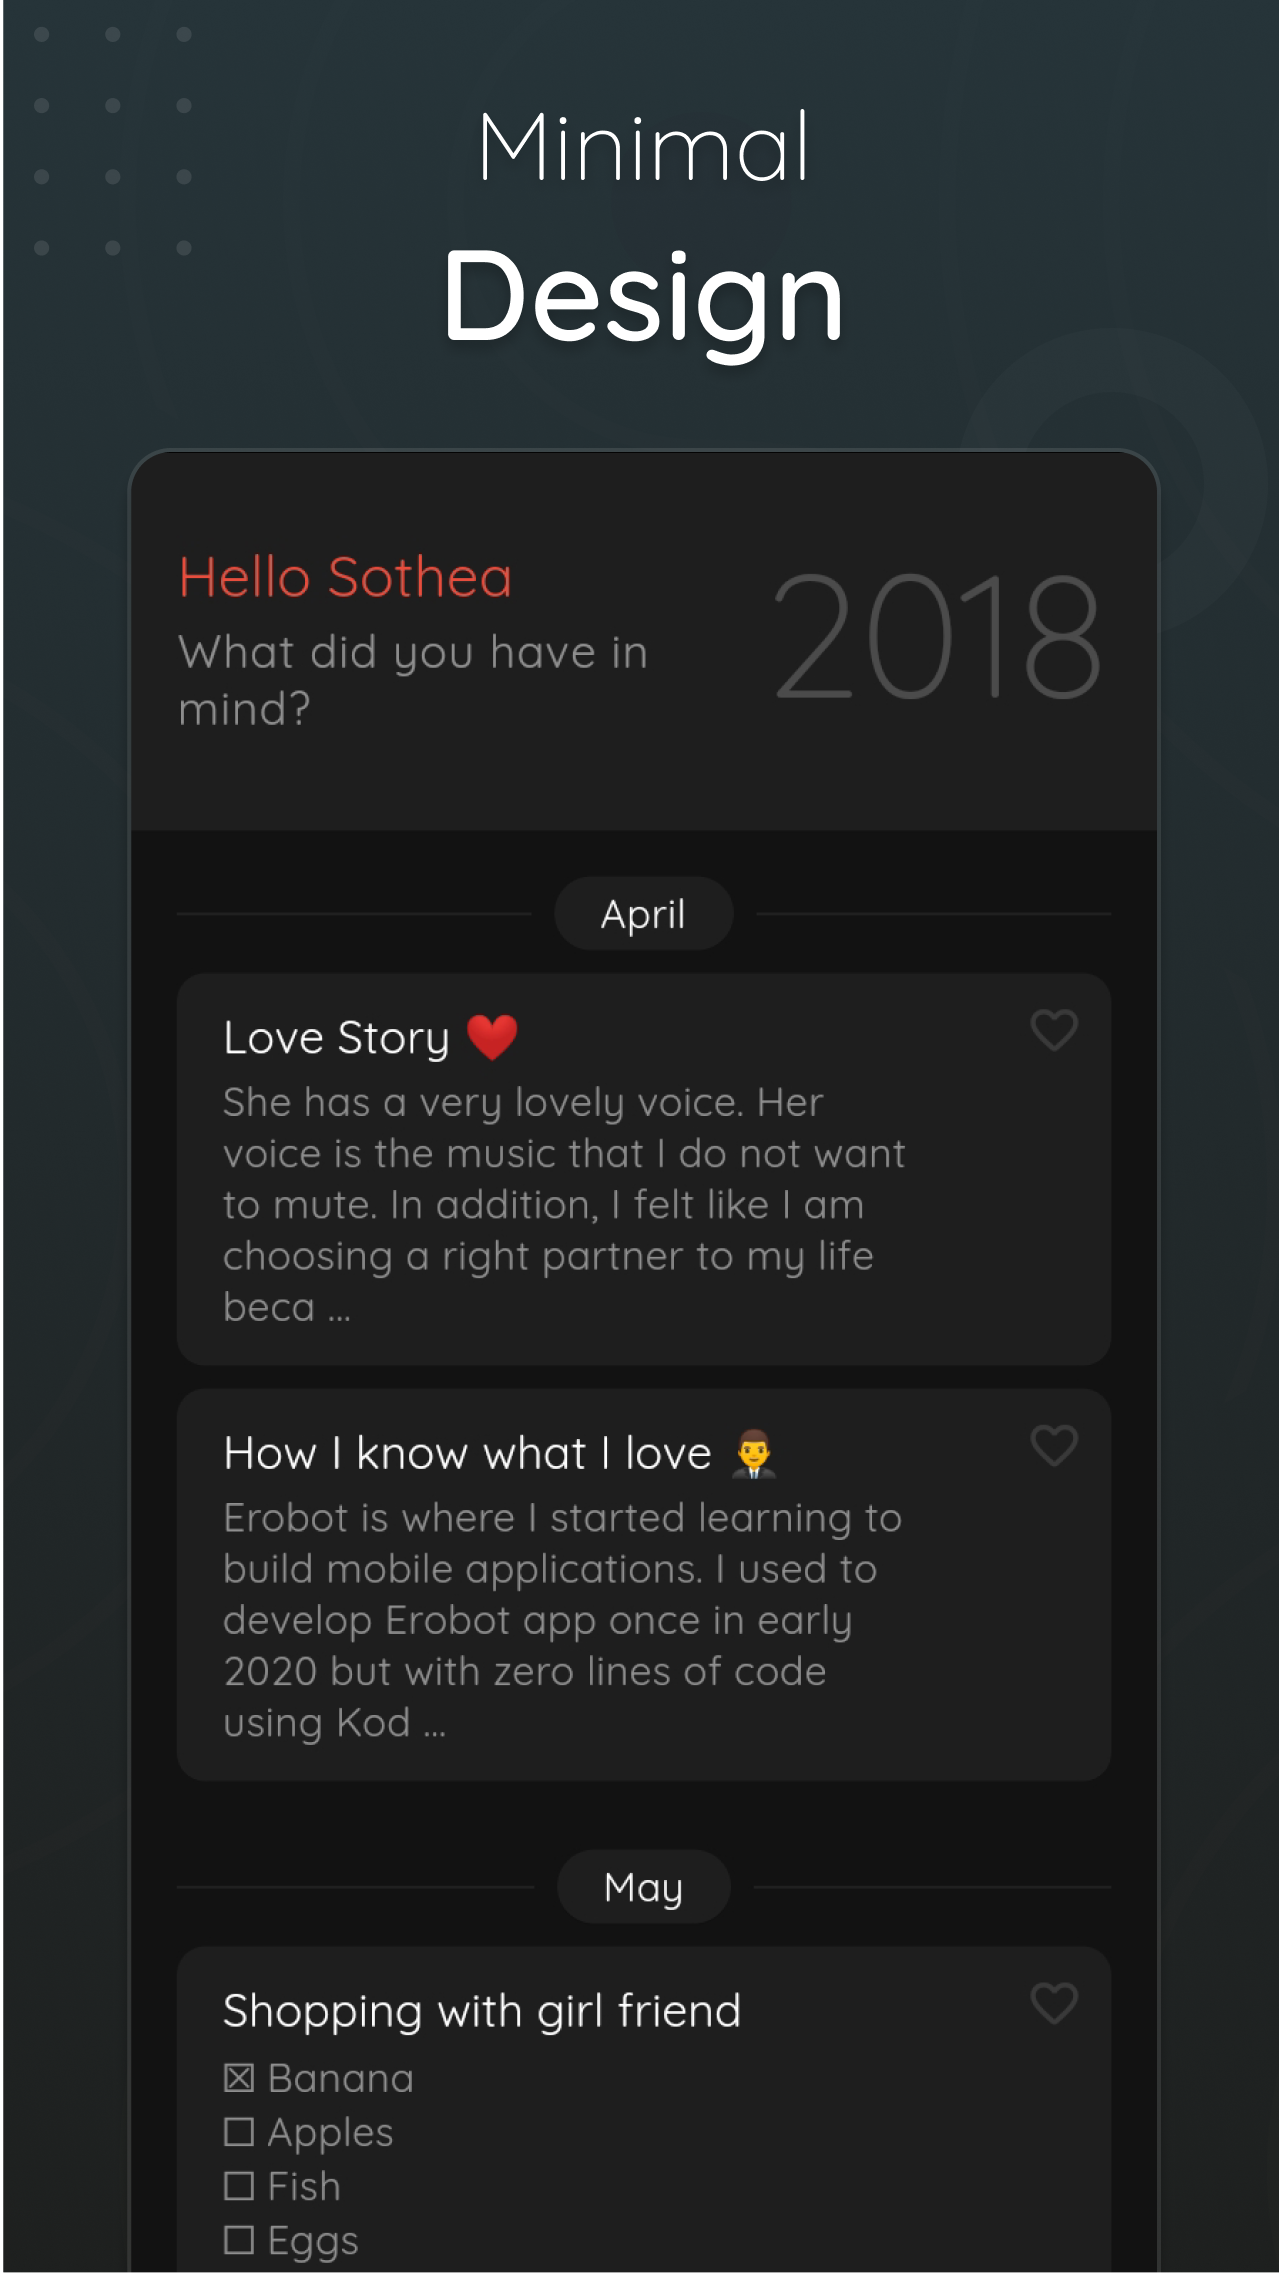 Minimal
Design
Hello Sothea
What did you have in
mind?
2018
April
Love Story ❤️
She has a very lovely voice. Her
voice is the music that I do not want
to mute. In addition, I felt like I am
choosing a right partner to my life
beca ...
How I know what I love 👨‍💼
Erobot is where I started learning to
build mobile applications. I used to
develop Erobot app once in early
2020 but with zero lines of code
using Kod ...
May
Shopping with girl friend
☒ Banana
☐ Apples
☐ Fish
☐ Eggs